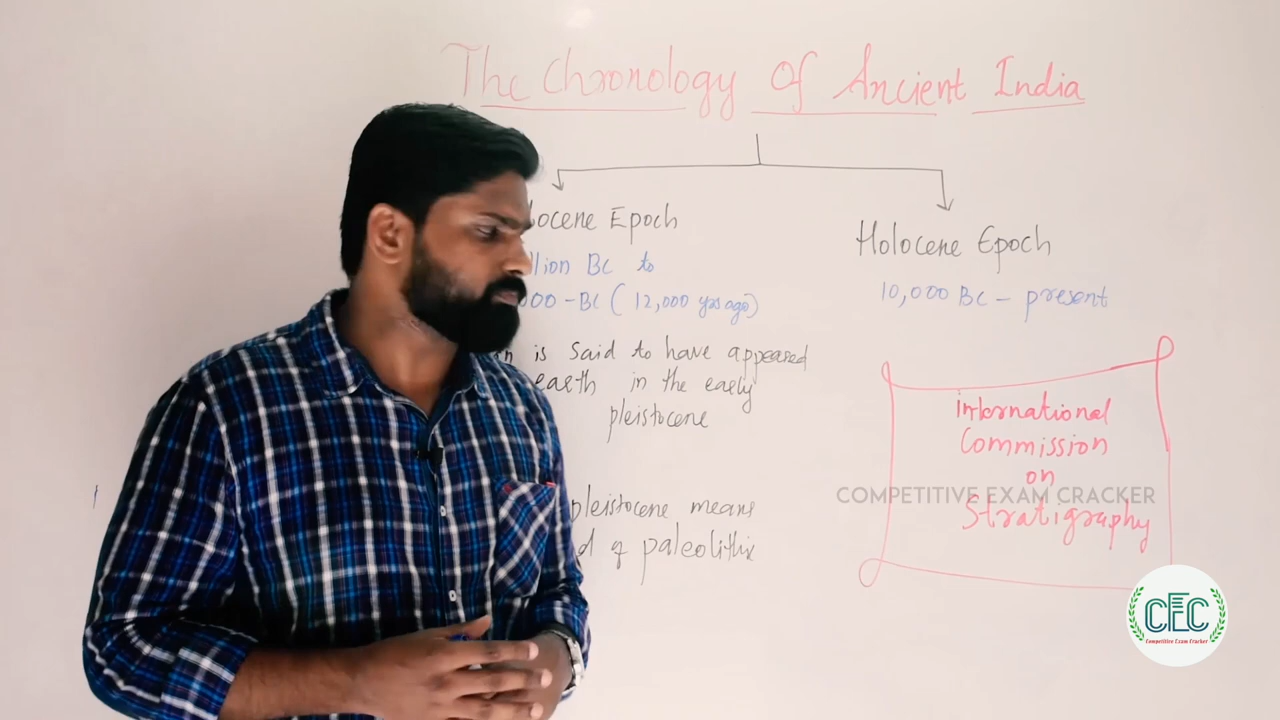 The Chronology Of Ancient India
locene Epoch
llion BC to
000 - BC ( 12,000 yrs ago)
is said to have appeared
earth in the early
pleistocene
pleistocene means
d of paleolithic
Holocene Epoch
10,000 BC - present
International
Commission
on
Stratigraphy
COMPETITIVE EXAM CRACKER
CEC
Competitive Exam Cracker